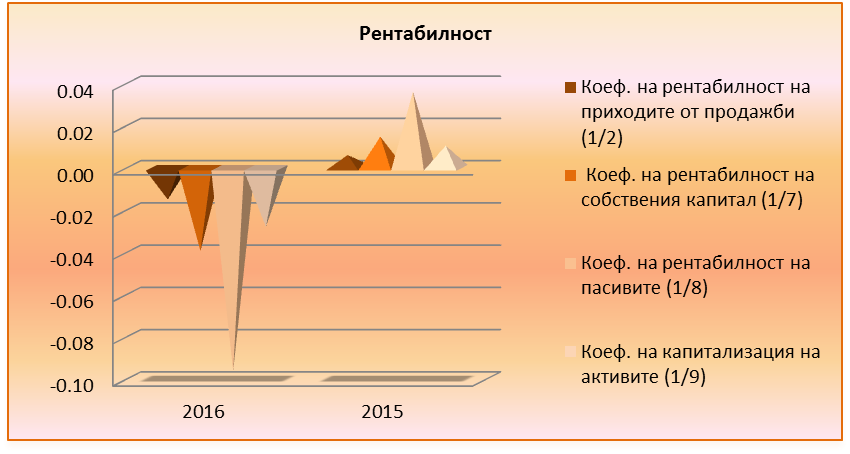 Рентабилност
0.04
0.02
0.00
-0.02
-0.04
-0.06
-0.08
-0.10
2016
2015
Коеф. на рентабилност на
приходите от продажби
(1/2)
Коеф. на рентабилност на
собствения капитал (1/7)
Коеф. на рентабилност на
пасивите (1/8)
Коеф. на капитализация на
активите (1/9)